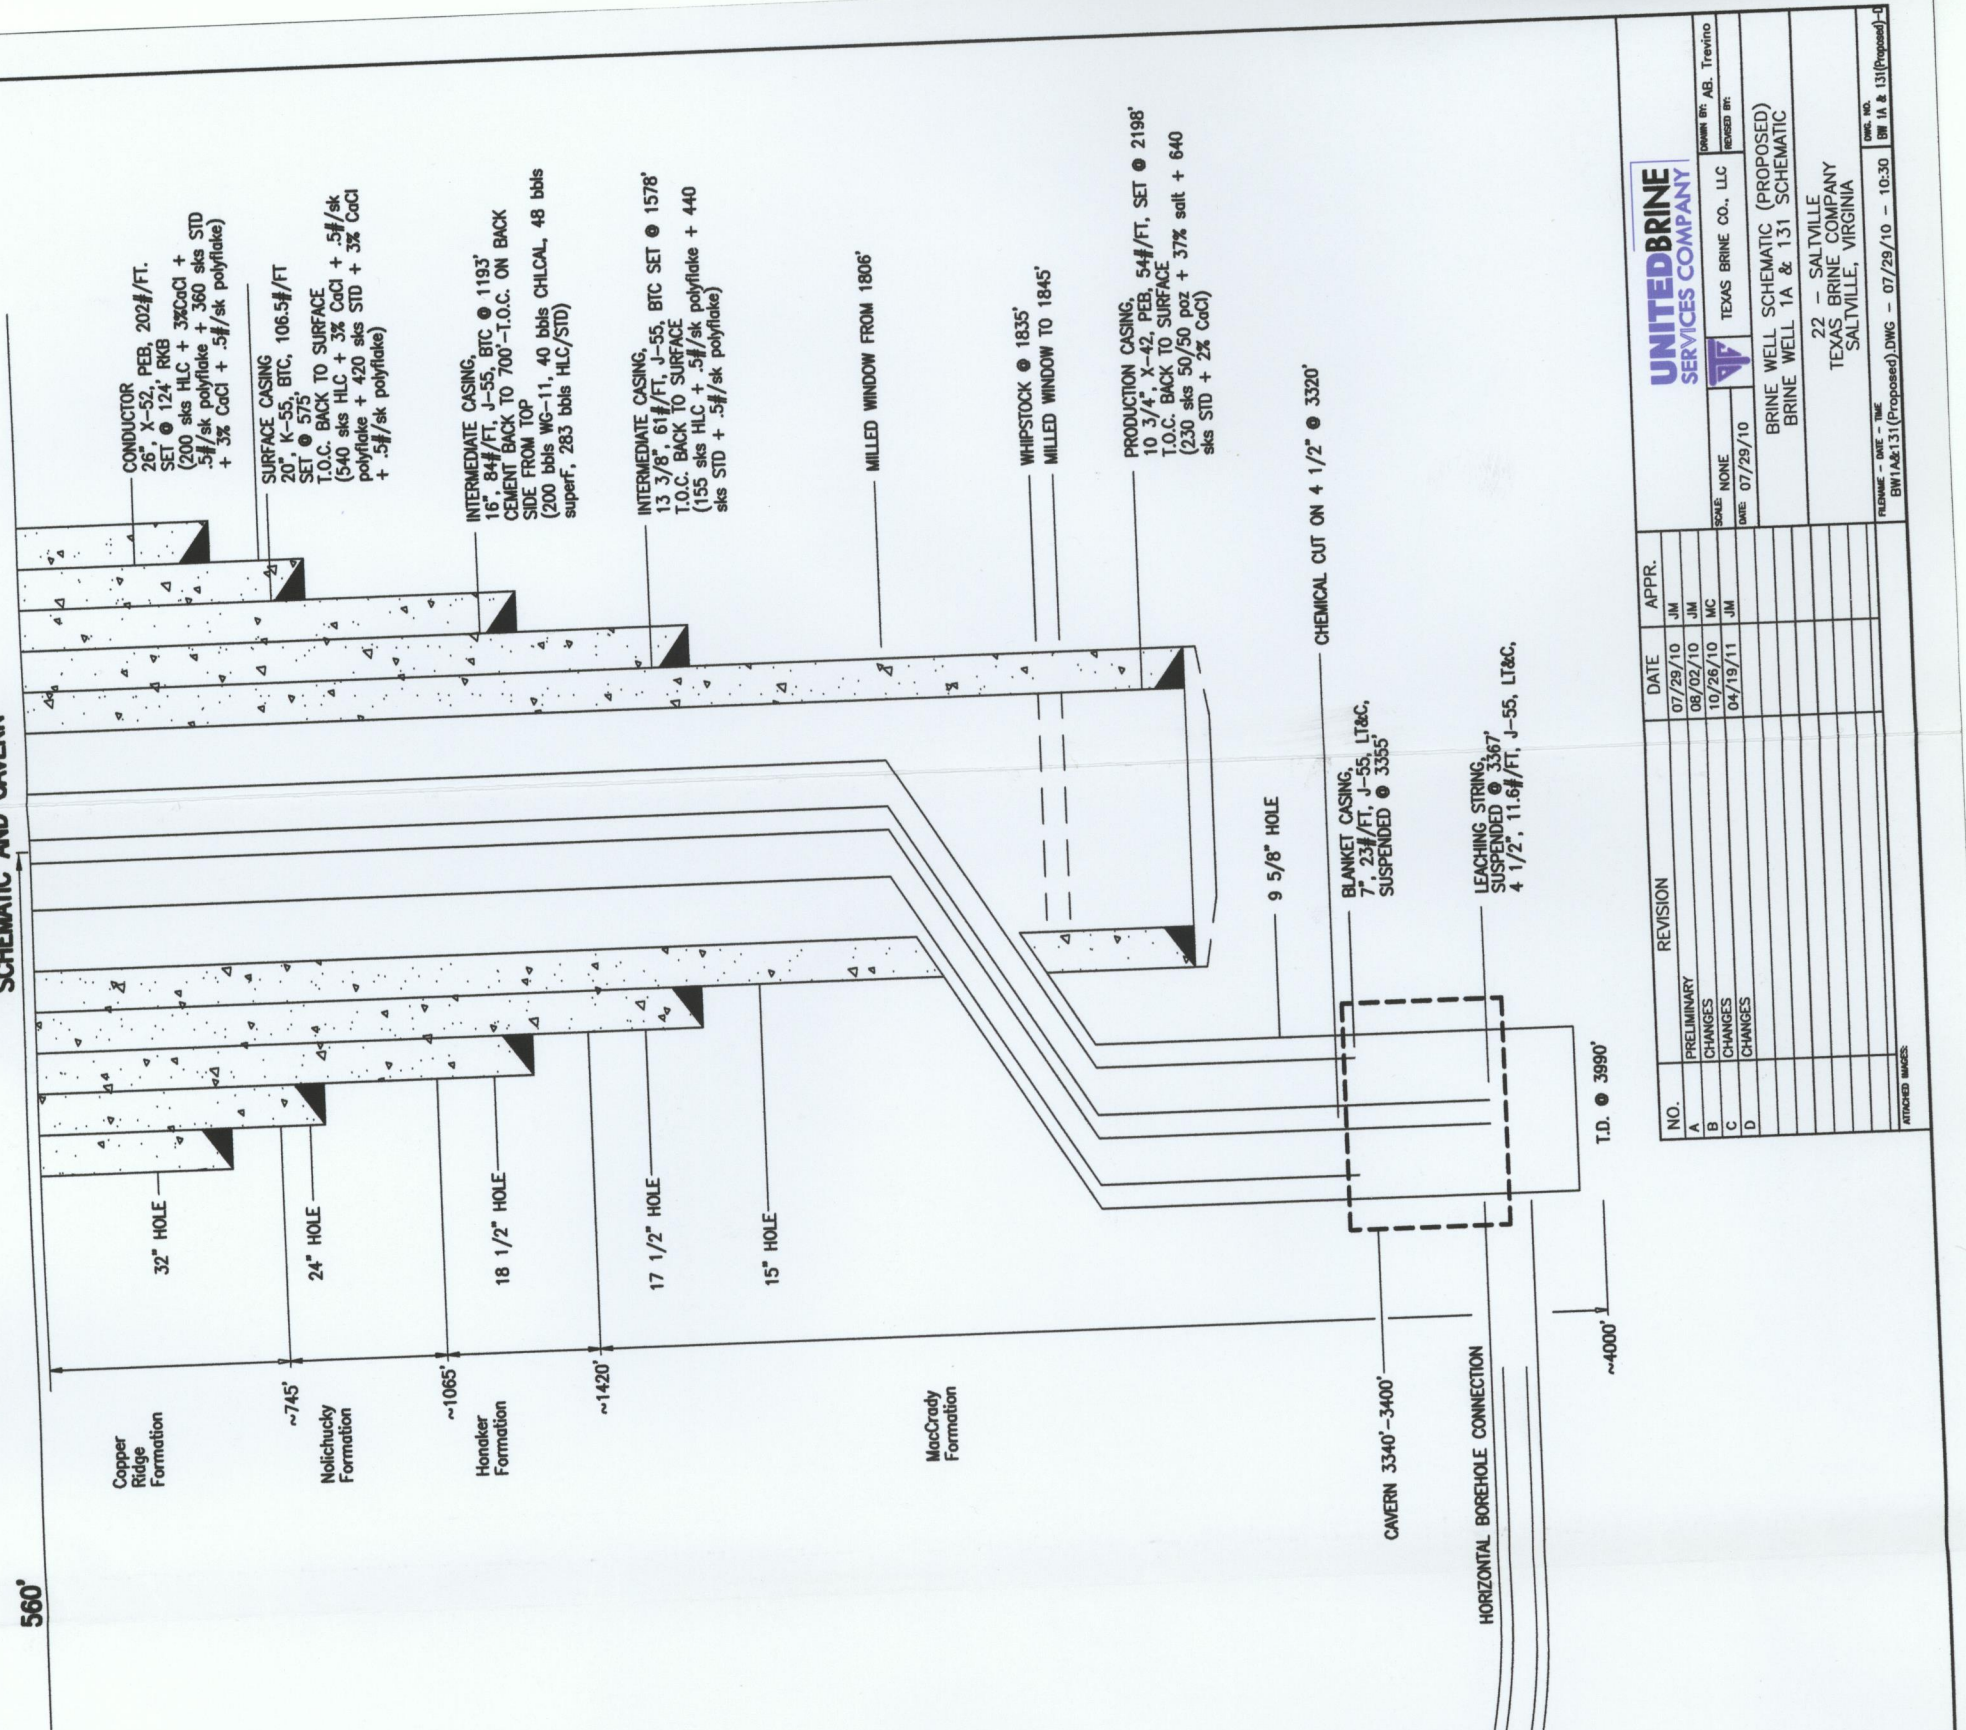 SCHEMATIC AND CAVERN
560'
CONDUCTOR
26", X-52, PEB, 202#/FT.
SET @ 124' RKB
(200 sks HLC + 3%CaCl +
.5#/sk polyflake + 360 sks STD
+ 3% CaCl + .5#/sk polyflake)
SURFACE CASING
20", K-55, BTC, 106.5#/FT
SET @ 575'
T.O.C. BACK TO SURFACE
(540 sks HLC + 3% CaCl + .5#/sk
polyflake + 420 sks STD + 3% CaCl
+ .5#/sk polyflake)
INTERMEDIATE CASING,
16", 84#/FT, J-55, BTC @ 1193'
CEMENT BACK TO 700'-T.O.C. ON BACK
SIDE FROM TOP
(200 bbls WG-11, 40 bbls CHLCAL, 48 bbls
superF, 283 bbls HLC/STD)
INTERMEDIATE CASING,
13 3/8", 61#/FT, J-55, BTC SET @ 1578'
T.O.C. BACK TO SURFACE
(155 sks HLC + .5#/sk polyflake + 440
sks STD + .5#/sk polyflake)
MILLED WINDOW FROM 1806'
WHIPSTOCK @ 1835'
MILLED WINDOW TO 1845'
PRODUCTION CASING,
10 3/4", X-42, PEB, 54#/FT, SET @ 2198'
T.O.C. BACK TO SURFACE
(230 sks 50/50 poz + 37% salt + 640
sks STD + 2% CaCl)
CHEMICAL CUT ON 4 1/2" @ 3320'
9 5/8" HOLE
BLANKET CASING,
7", 23#/FT, J-55, LT&C,
SUSPENDED @ 3355'
LEACHING STRING,
SUSPENDED @ 3367'
4 1/2", 11.6#/FT, J-55, LT&C,
32" HOLE
24" HOLE
18 1/2" HOLE
17 1/2" HOLE
15" HOLE
T.D. @ 3990'
Copper
Ridge
Formation
~745'
Nolichucky
Formation
~1065'
Honaker
Formation
~1420'
MacCrady
Formation
CAVERN 3340'-3400'
HORIZONTAL BOREHOLE CONNECTION
~4000'
NO. REVISION DATE APPR.
A PRELIMINARY 07/29/10 JM
B CHANGES 08/02/10 JM
C CHANGES 10/26/10 MC
D CHANGES 04/19/11 JM
ATTACHED IMAGES:
UNITEDBRINE
SERVICES COMPANY
SCALE: NONE
DATE: 07/29/10
TEXAS BRINE CO., LLC
DRAWN BY: AB. Trevino
REVISED BY:
BRINE WELL SCHEMATIC (PROPOSED)
BRINE WELL 1A & 131 SCHEMATIC
22 - SALTVILLE
TEXAS BRINE COMPANY
SALTVILLE, VIRGINIA
FILENAME - DATE - TIME
BW1A&131(Proposed).DWG - 07/29/10 - 10:30
DWG. NO.
BW 1A & 131(Proposed)-D